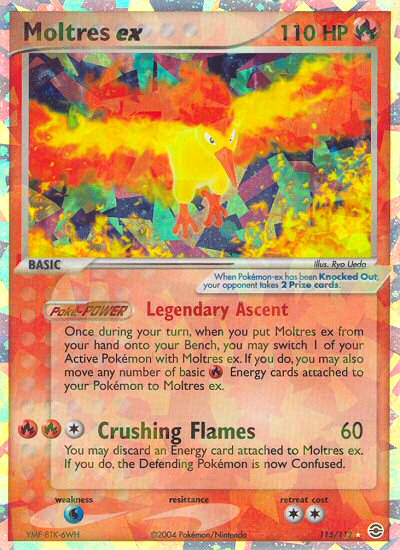 Moltres ex 110 HP
Illus. Ryo Ueda
BASIC
When Pokémon-ex has been Knocked Out,
your opponent takes 2 Prize cards.
Poké-POWER Legendary Ascent
Once during your turn, when you put Moltres ex from
your hand onto your Bench, you may switch 1 of your
Active Pokémon with Moltres ex. If you do, you may also
move any number of basic Energy cards attached to
your Pokémon to Moltres ex.
Crushing Flames 60
You may discard an Energy card attached to Moltres ex.
If you do, the Defending Pokémon is now Confused.
weakness resistance retreat cost
YMF-8TK-6WH ©2004 Pokémon/Nintendo 115/112